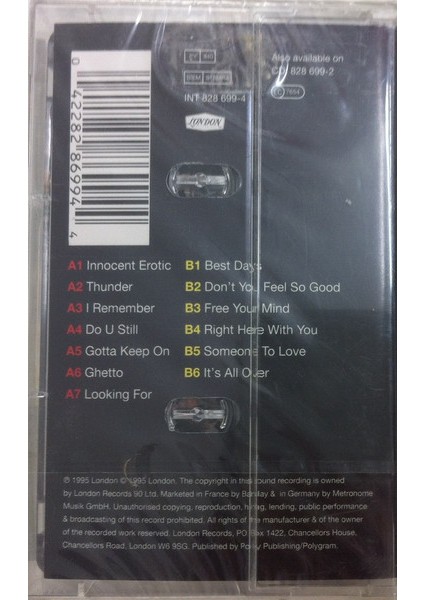 Also available on
CD 828 699-2
INT 828 699-4
LONDON
0 42282 86994 4
A1 Innocent Erotic
A2 Thunder
A3 I Remember
A4 Do U Still
A5 Gotta Keep On
A6 Ghetto
A7 Looking For
B1 Best Days
B2 Don't You Feel So Good
B3 Free Your Mind
B4 Right Here With You
B5 Someone To Love
B6 It's All Over
℗ 1995 London © 1995 London. The copyright in this sound recording is owned
by London Records 90 Ltd. Marketed in France by Barclay & in Germany by Metronome
Musik GmbH. Unauthorised copying, reproduction, hiring, lending, public performance
& broadcasting of this record prohibited. All rights of the manufacturer & of the owner
of the recorded work reserved. London Records, PO Box 1422, Chancellors House,
Chancellors Road, London W6 9SG. Published by Polley Publishing/Polygram.